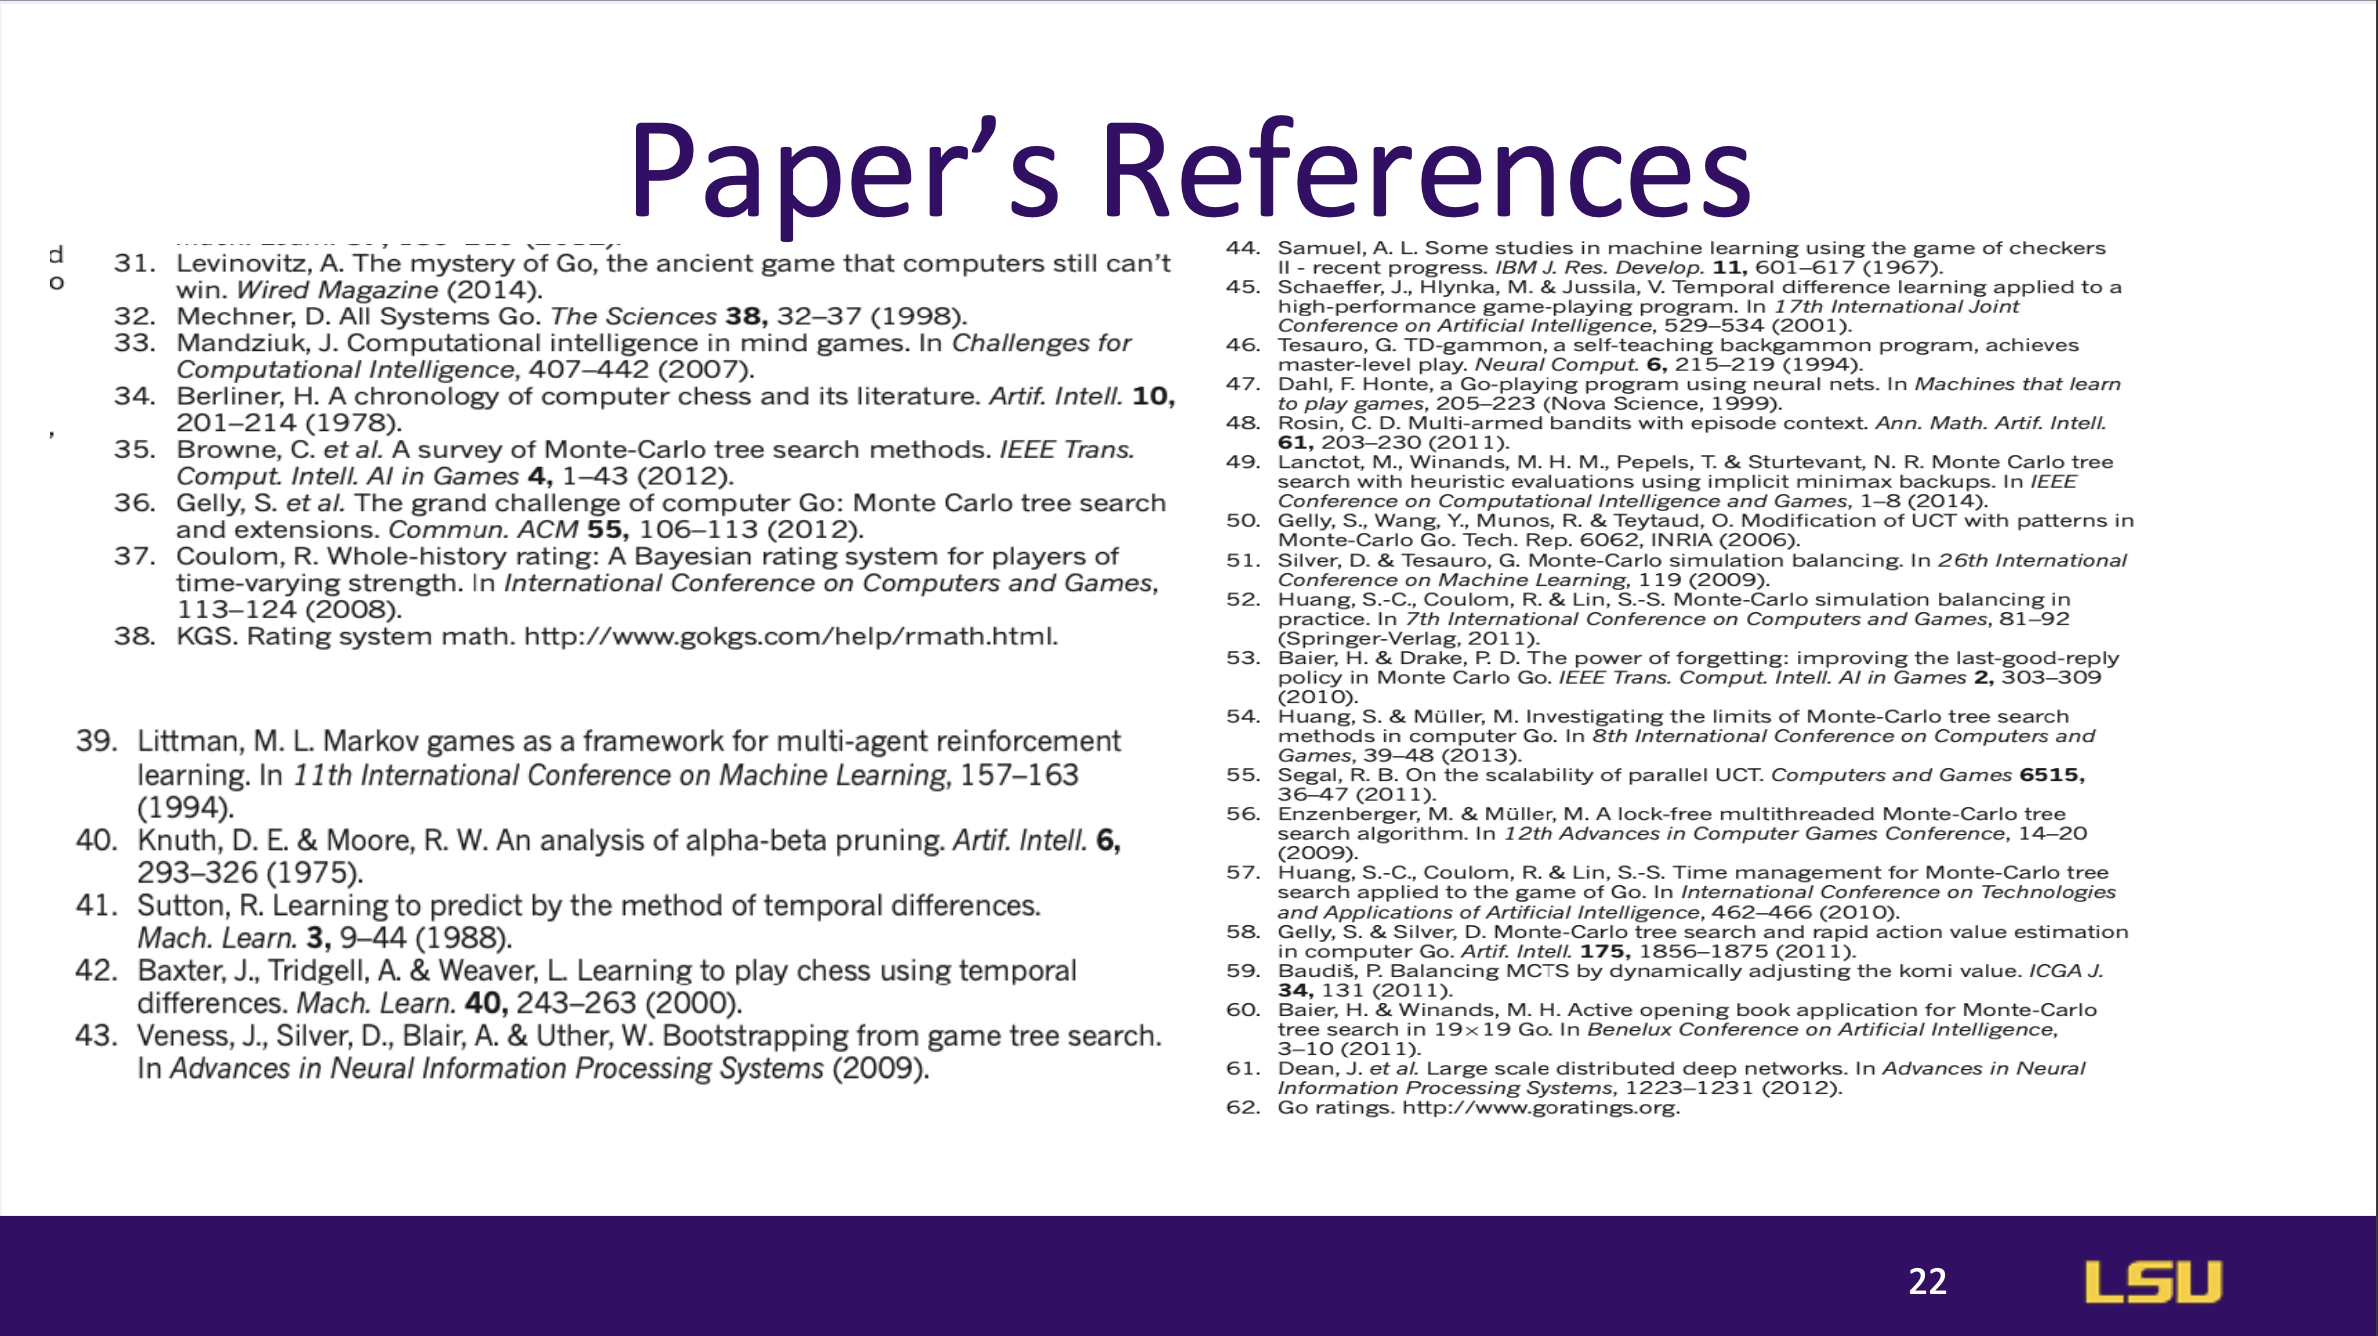 Paper's References
d
o
,
31. Levinovitz, A. The mystery of Go, the ancient game that computers still can't
win. Wired Magazine (2014).
32. Mechner, D. All Systems Go. The Sciences 38, 32–37 (1998).
33. Mandziuk, J. Computational intelligence in mind games. In Challenges for
Computational Intelligence, 407–442 (2007).
34. Berliner, H. A chronology of computer chess and its literature. Artif. Intell. 10,
201–214 (1978).
35. Browne, C. et al. A survey of Monte-Carlo tree search methods. IEEE Trans.
Comput. Intell. AI in Games 4, 1–43 (2012).
36. Gelly, S. et al. The grand challenge of computer Go: Monte Carlo tree search
and extensions. Commun. ACM 55, 106–113 (2012).
37. Coulom, R. Whole-history rating: A Bayesian rating system for players of
time-varying strength. In International Conference on Computers and Games,
113–124 (2008).
38. KGS. Rating system math. http://www.gokgs.com/help/rmath.html.
39. Littman, M. L. Markov games as a framework for multi-agent reinforcement
learning. In 11th International Conference on Machine Learning, 157–163
(1994).
40. Knuth, D. E. & Moore, R. W. An analysis of alpha-beta pruning. Artif. Intell. 6,
293–326 (1975).
41. Sutton, R. Learning to predict by the method of temporal differences.
Mach. Learn. 3, 9–44 (1988).
42. Baxter, J., Tridgell, A. & Weaver, L. Learning to play chess using temporal
differences. Mach. Learn. 40, 243–263 (2000).
43. Veness, J., Silver, D., Blair, A. & Uther, W. Bootstrapping from game tree search.
In Advances in Neural Information Processing Systems (2009).
44. Samuel, A. L. Some studies in machine learning using the game of checkers
II - recent progress. IBM J. Res. Develop. 11, 601–617 (1967).
45. Schaeffer, J., Hlynka, M. & Jussila, V. Temporal difference learning applied to a
high-performance game-playing program. In 17th International Joint
Conference on Artificial Intelligence, 529–534 (2001).
46. Tesauro, G. TD-gammon, a self-teaching backgammon program, achieves
master-level play. Neural Comput. 6, 215–219 (1994).
47. Dahl, F. Honte, a Go-playing program using neural nets. In Machines that learn
to play games, 205–223 (Nova Science, 1999).
48. Rosin, C. D. Multi-armed bandits with episode context. Ann. Math. Artif. Intell.
61, 203–230 (2011).
49. Lanctot, M., Winands, M. H. M., Pepels, T. & Sturtevant, N. R. Monte Carlo tree
search with heuristic evaluations using implicit minimax backups. In IEEE
Conference on Computational Intelligence and Games, 1–8 (2014).
50. Gelly, S., Wang, Y., Munos, R. & Teytaud, O. Modification of UCT with patterns in
Monte-Carlo Go. Tech. Rep. 6062, INRIA (2006).
51. Silver, D. & Tesauro, G. Monte-Carlo simulation balancing. In 26th International
Conference on Machine Learning, 119 (2009).
52. Huang, S.-C., Coulom, R. & Lin, S.-S. Monte-Carlo simulation balancing in
practice. In 7th International Conference on Computers and Games, 81–92
(Springer-Verlag, 2011).
53. Baier, H. & Drake, P. D. The power of forgetting: improving the last-good-reply
policy in Monte Carlo Go. IEEE Trans. Comput. Intell. AI in Games 2, 303–309
(2010).
54. Huang, S. & Müller, M. Investigating the limits of Monte-Carlo tree search
methods in computer Go. In 8th International Conference on Computers and
Games, 39–48 (2013).
55. Segal, R. B. On the scalability of parallel UCT. Computers and Games 6515,
36–47 (2011).
56. Enzenberger, M. & Müller, M. A lock-free multithreaded Monte-Carlo tree
search algorithm. In 12th Advances in Computer Games Conference, 14–20
(2009).
57. Huang, S.-C., Coulom, R. & Lin, S.-S. Time management for Monte-Carlo tree
search applied to the game of Go. In International Conference on Technologies
and Applications of Artificial Intelligence, 462–466 (2010).
58. Gelly, S. & Silver, D. Monte-Carlo tree search and rapid action value estimation
in computer Go. Artif. Intell. 175, 1856–1875 (2011).
59. Baudiš, P. Balancing MCTS by dynamically adjusting the komi value. ICGA J.
34, 131 (2011).
60. Baier, H. & Winands, M. H. Active opening book application for Monte-Carlo
tree search in 19×19 Go. In Benelux Conference on Artificial Intelligence,
3–10 (2011).
61. Dean, J. et al. Large scale distributed deep networks. In Advances in Neural
Information Processing Systems, 1223–1231 (2012).
62. Go ratings. http://www.goratings.org.
22
LSU